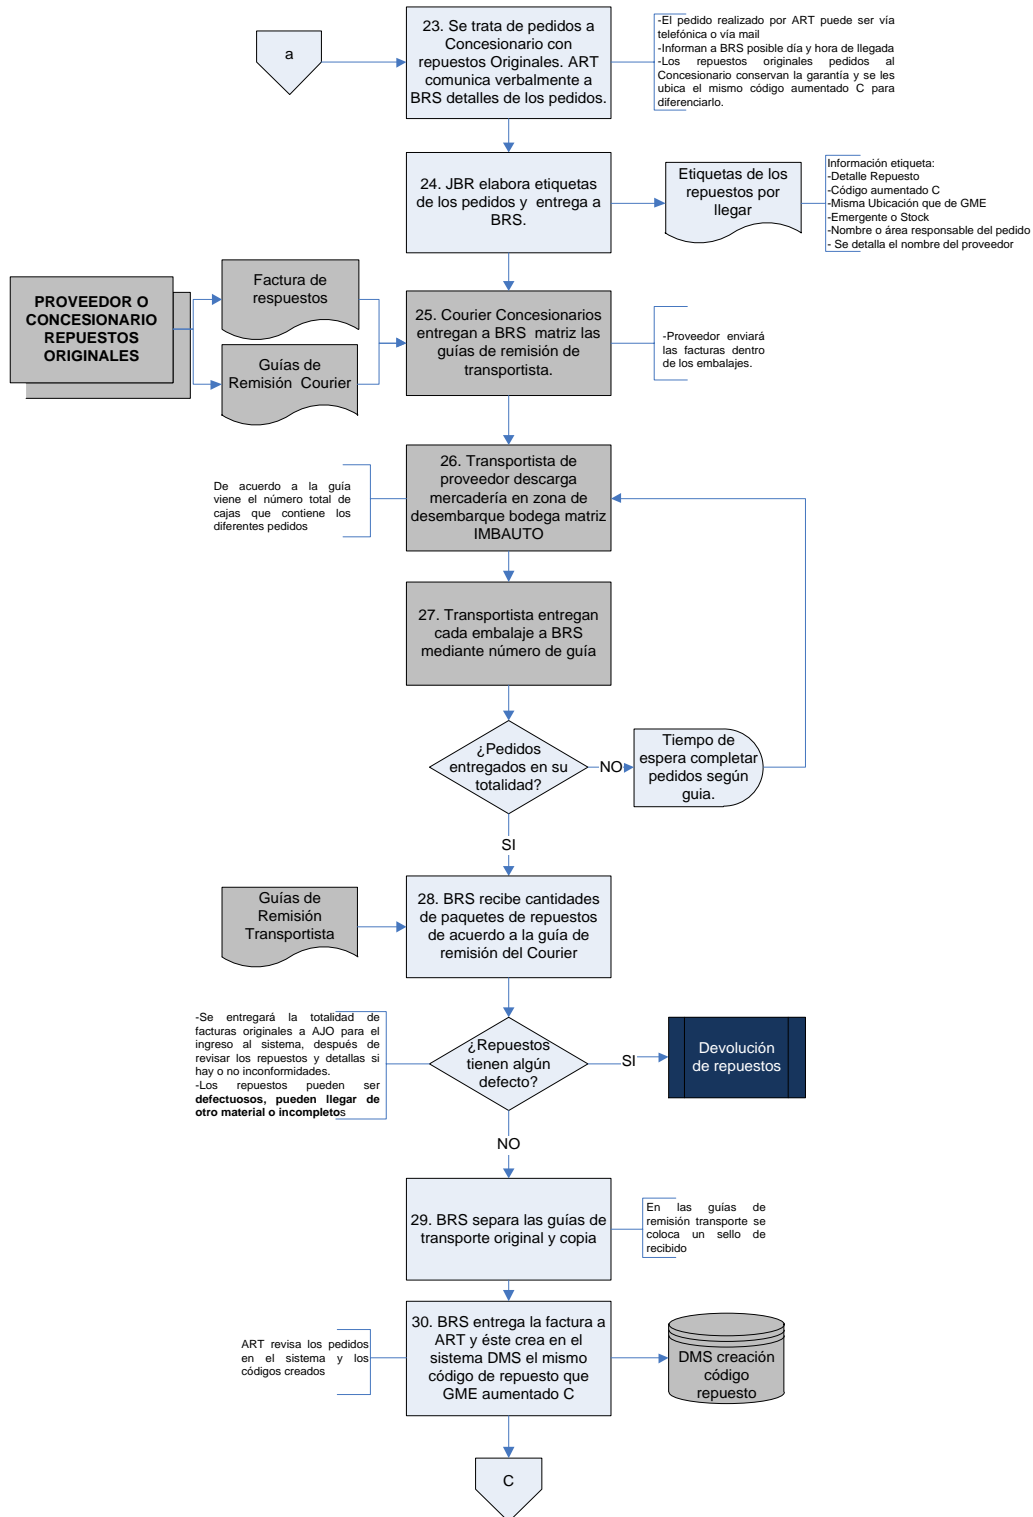 a
23. Se trata de pedidos a
Concesionario con
repuestos Originales. ART
comunica verbalmente a
BRS detalles de los pedidos.
-El pedido realizado por ART puede ser vía
telefónica o vía mail
-Informan a BRS posible día y hora de llegada
-Los repuestos originales pedidos al
Concesionario conservan la garantía y se les
ubica el mismo código aumentado C para
diferenciarlo.
24. JBR elabora etiquetas
de los pedidos y entrega a
BRS.
Etiquetas de los
repuestos por
llegar
Información etiqueta:
-Detalle Repuesto
-Código aumentado C
-Misma Ubicación que de GME
-Emergente o Stock
-Nombre o área responsable del pedido
- Se detalla el nombre del proveedor
PROVEEDOR O
CONCESIONARIO
REPUESTOS
ORIGINALES
Factura de
respuestos
Guías de
Remisión Courier
25. Courier Concesionarios
entregan a BRS matriz las
guías de remisión de
transportista.
-Proveedor enviará
las facturas dentro
de los embalajes.
De acuerdo a la guía
viene el número total de
cajas que contiene los
diferentes pedidos
26. Transportista de
proveedor descarga
mercadería en zona de
desembarque bodega matriz
IMBAUTO
27. Transportista entregan
cada embalaje a BRS
mediante número de guía
¿Pedidos
entregados en su
totalidad?
NO
Tiempo de
espera completar
pedidos según
guia.
SI
Guías de
Remisión
Transportista
28. BRS recibe cantidades
de paquetes de repuestos
de acuerdo a la guía de
remisión del Courier
-Se entregará la totalidad de
facturas originales a AJO para el
ingreso al sistema, después de
revisar los repuestos y detallas si
hay o no inconformidades.
-Los repuestos pueden ser
defectuosos, pueden llegar de
otro material o incompletos
¿Repuestos
tienen algún
defecto?
SI
Devolución
de repuestos
NO
29. BRS separa las guías de
transporte original y copia
En las guías de
remisión transporte se
coloca un sello de
recibido
ART revisa los pedidos
en el sistema y los
códigos creados
30. BRS entrega la factura a
ART y éste crea en el
sistema DMS el mismo
código de repuesto que
GME aumentado C
DMS creación
código
repuesto
C